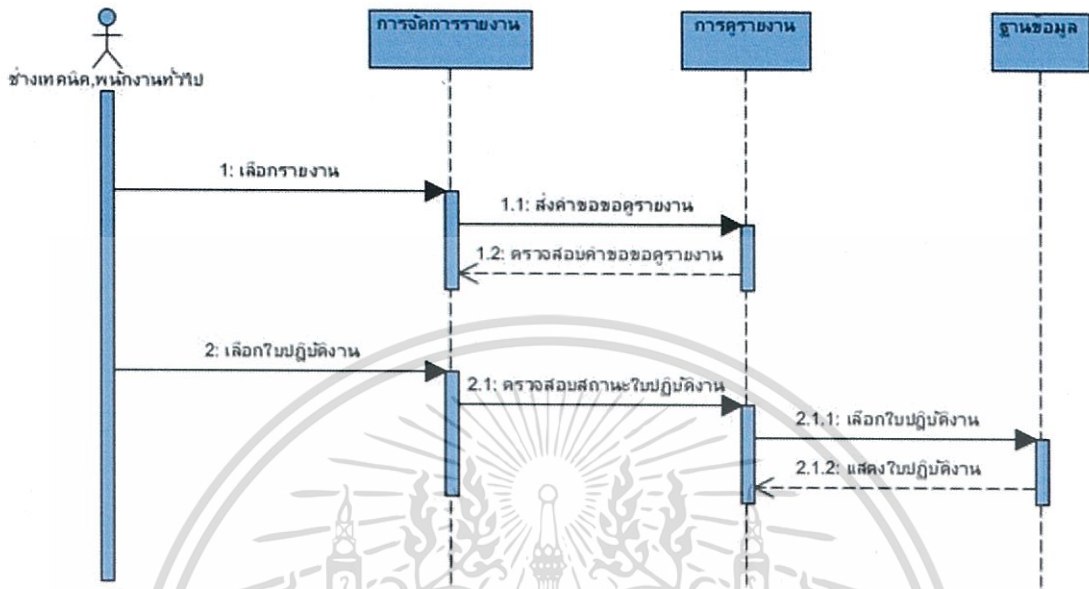 การจัดการรายงาน
การดูรายงาน
ฐานข้อมูล
ช่างเทคนิค,พนักงานทั่วไป
1: เลือกรายงาน
1.1: ส่งคำขอขอดูรายงาน
1.2: ตรวจสอบคำขอขอดูรายงาน
2: เลือกใบปฏิบัติงาน
2.1: ตรวจสอบสถานะใบปฏิบัติงาน
2.1.1: เลือกใบปฏิบัติงาน
2.1.2: แสดงใบปฏิบัติงาน